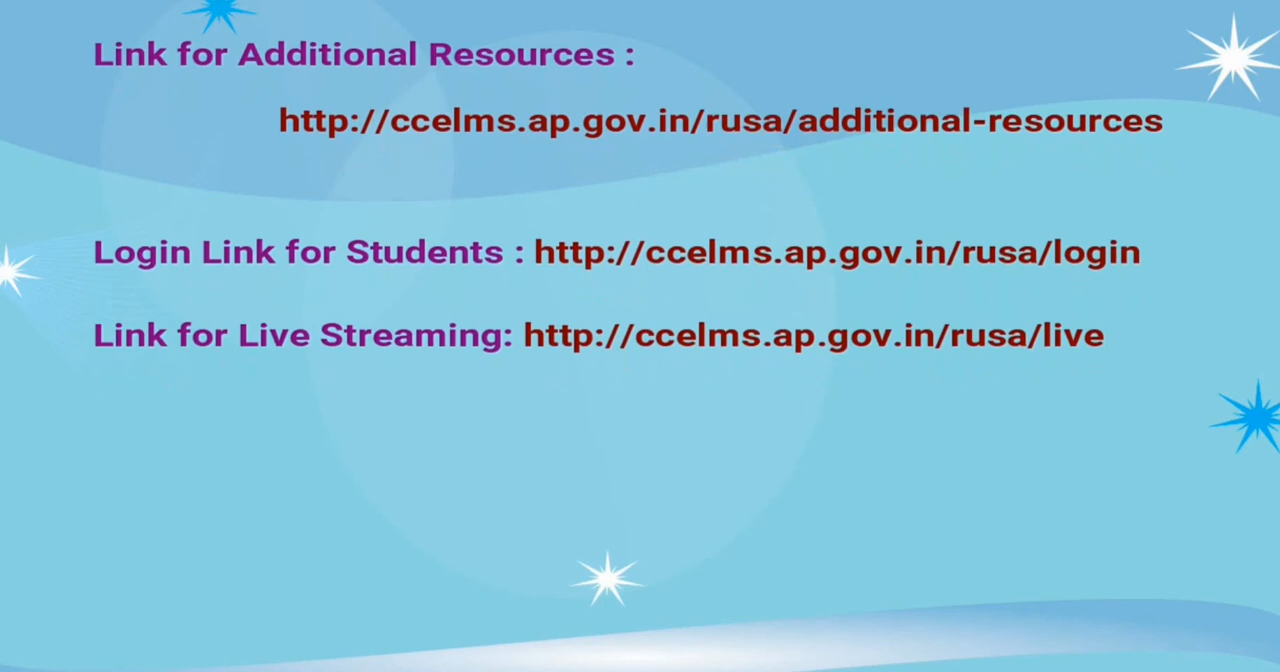 Link for Additional Resources :
http://ccelms.ap.gov.in/rusa/additional-resources
Login Link for Students : http://ccelms.ap.gov.in/rusa/login
Link for Live Streaming: http://ccelms.ap.gov.in/rusa/live